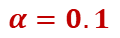 α = 0.1